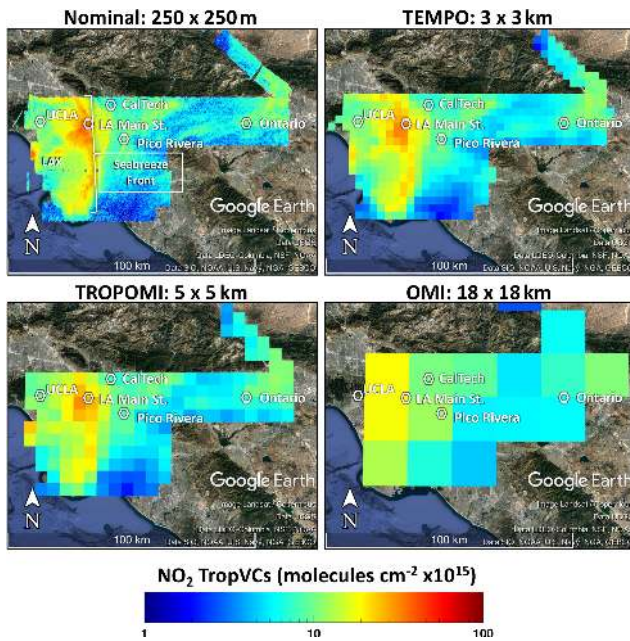 Nominal: 250 x 250 m
TEMPO: 3 x 3 km
CalTech
UCLA
LA Main St.
Ontario
Pico Rivera
LAX
Seabreeze
Front
Google Earth
N
100 km
CalTech
UCLA
LA Main St.
Ontario
Pico Rivera
Google Earth
N
100 km
TROPOMI: 5 x 5 km
OMI: 18 x 18 km
CalTech
UCLA
LA Main St.
Ontario
Pico Rivera
Google Earth
N
100 km
CalTech
UCLA
LA Main St.
Ontario
Pico Rivera
Google Earth
N
100 km
NO₂ TropVCs (molecules cm⁻² x10¹⁵)
1
10
100